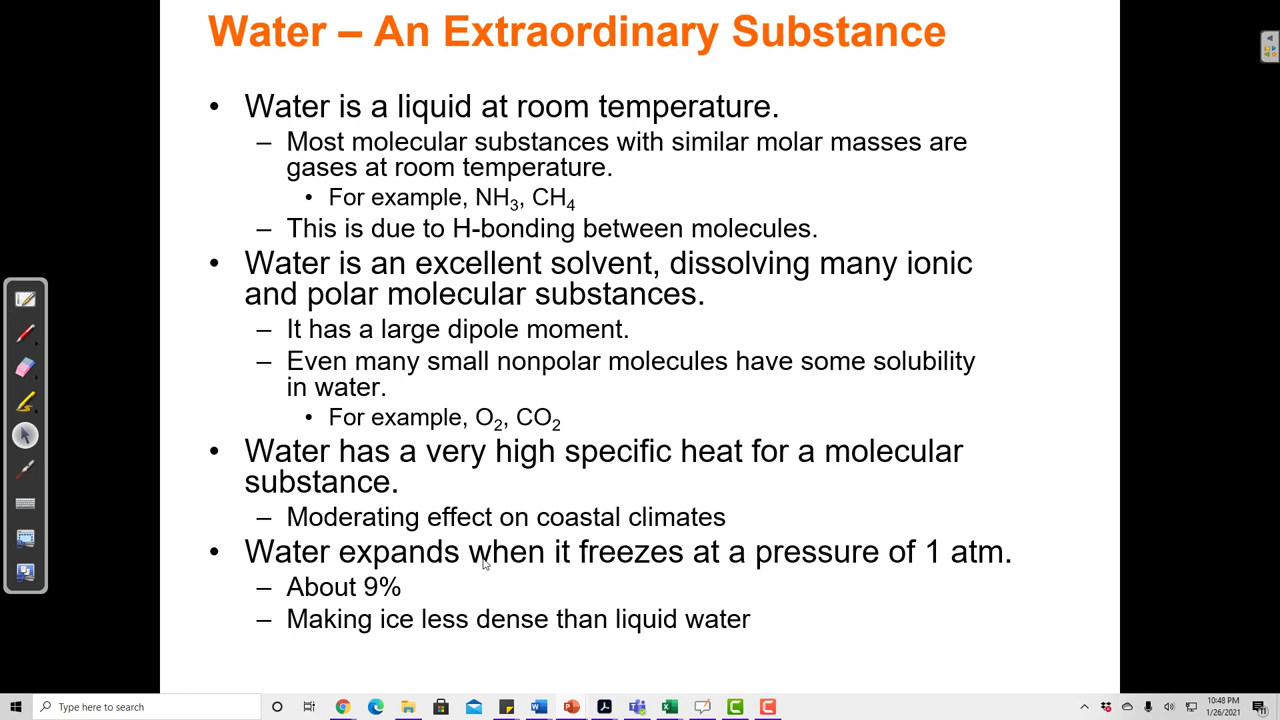 Water – An Extraordinary Substance
• Water is a liquid at room temperature.
– Most molecular substances with similar molar masses are
gases at room temperature.
• For example, NH₃, CH₄
– This is due to H-bonding between molecules.
• Water is an excellent solvent, dissolving many ionic
and polar molecular substances.
– It has a large dipole moment.
– Even many small nonpolar molecules have some solubility
in water.
• For example, O₂, CO₂
• Water has a very high specific heat for a molecular
substance.
– Moderating effect on coastal climates
• Water expands when it freezes at a pressure of 1 atm.
– About 9%
– Making ice less dense than liquid water
Type here to search
10:48 PM
1/26/2021